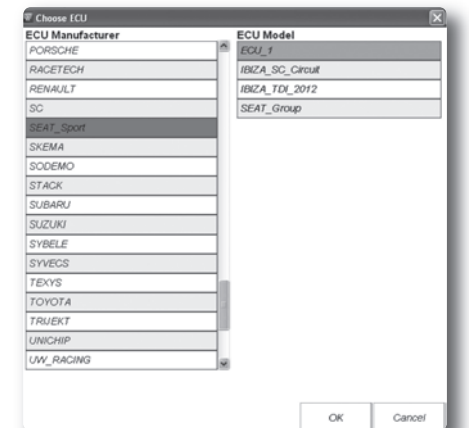 Choose ECU
ECU Manufacturer
PORSCHE
RACETECH
RENAULT
SC
SEAT_Sport
SKEMA
SODEMO
STACK
SUBARU
SUZUKI
SYBELE
SYVECS
TEXYS
TOYOTA
TRIJEKT
UNICHIP
UW_RACING
ECU Model
ECU_1
IBIZA_SC_Circuit
IBIZA_TDI_2012
SEAT_Group
OK Cancel